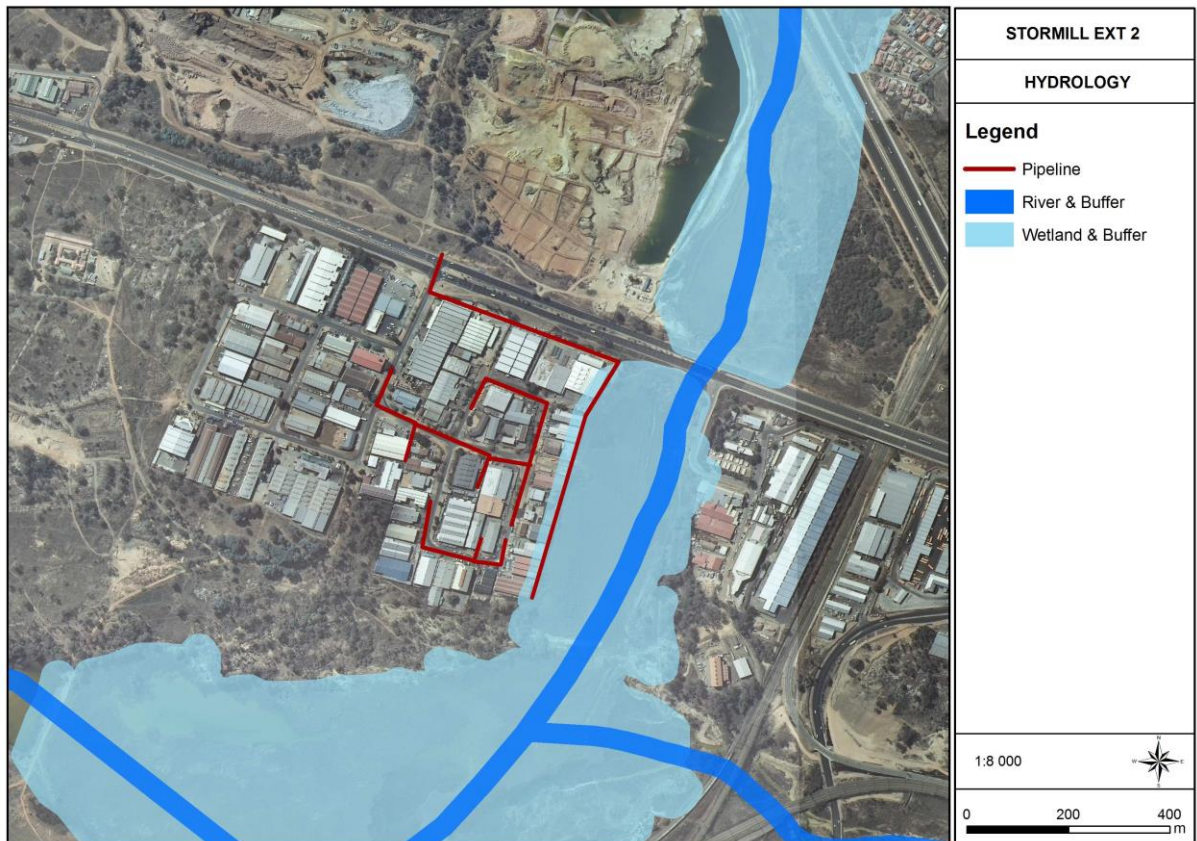 STORMILL EXT 2
HYDROLOGY
Legend
Pipeline
River & Buffer
Wetland & Buffer
1:8 000
N
W E
S
0 200 400
m